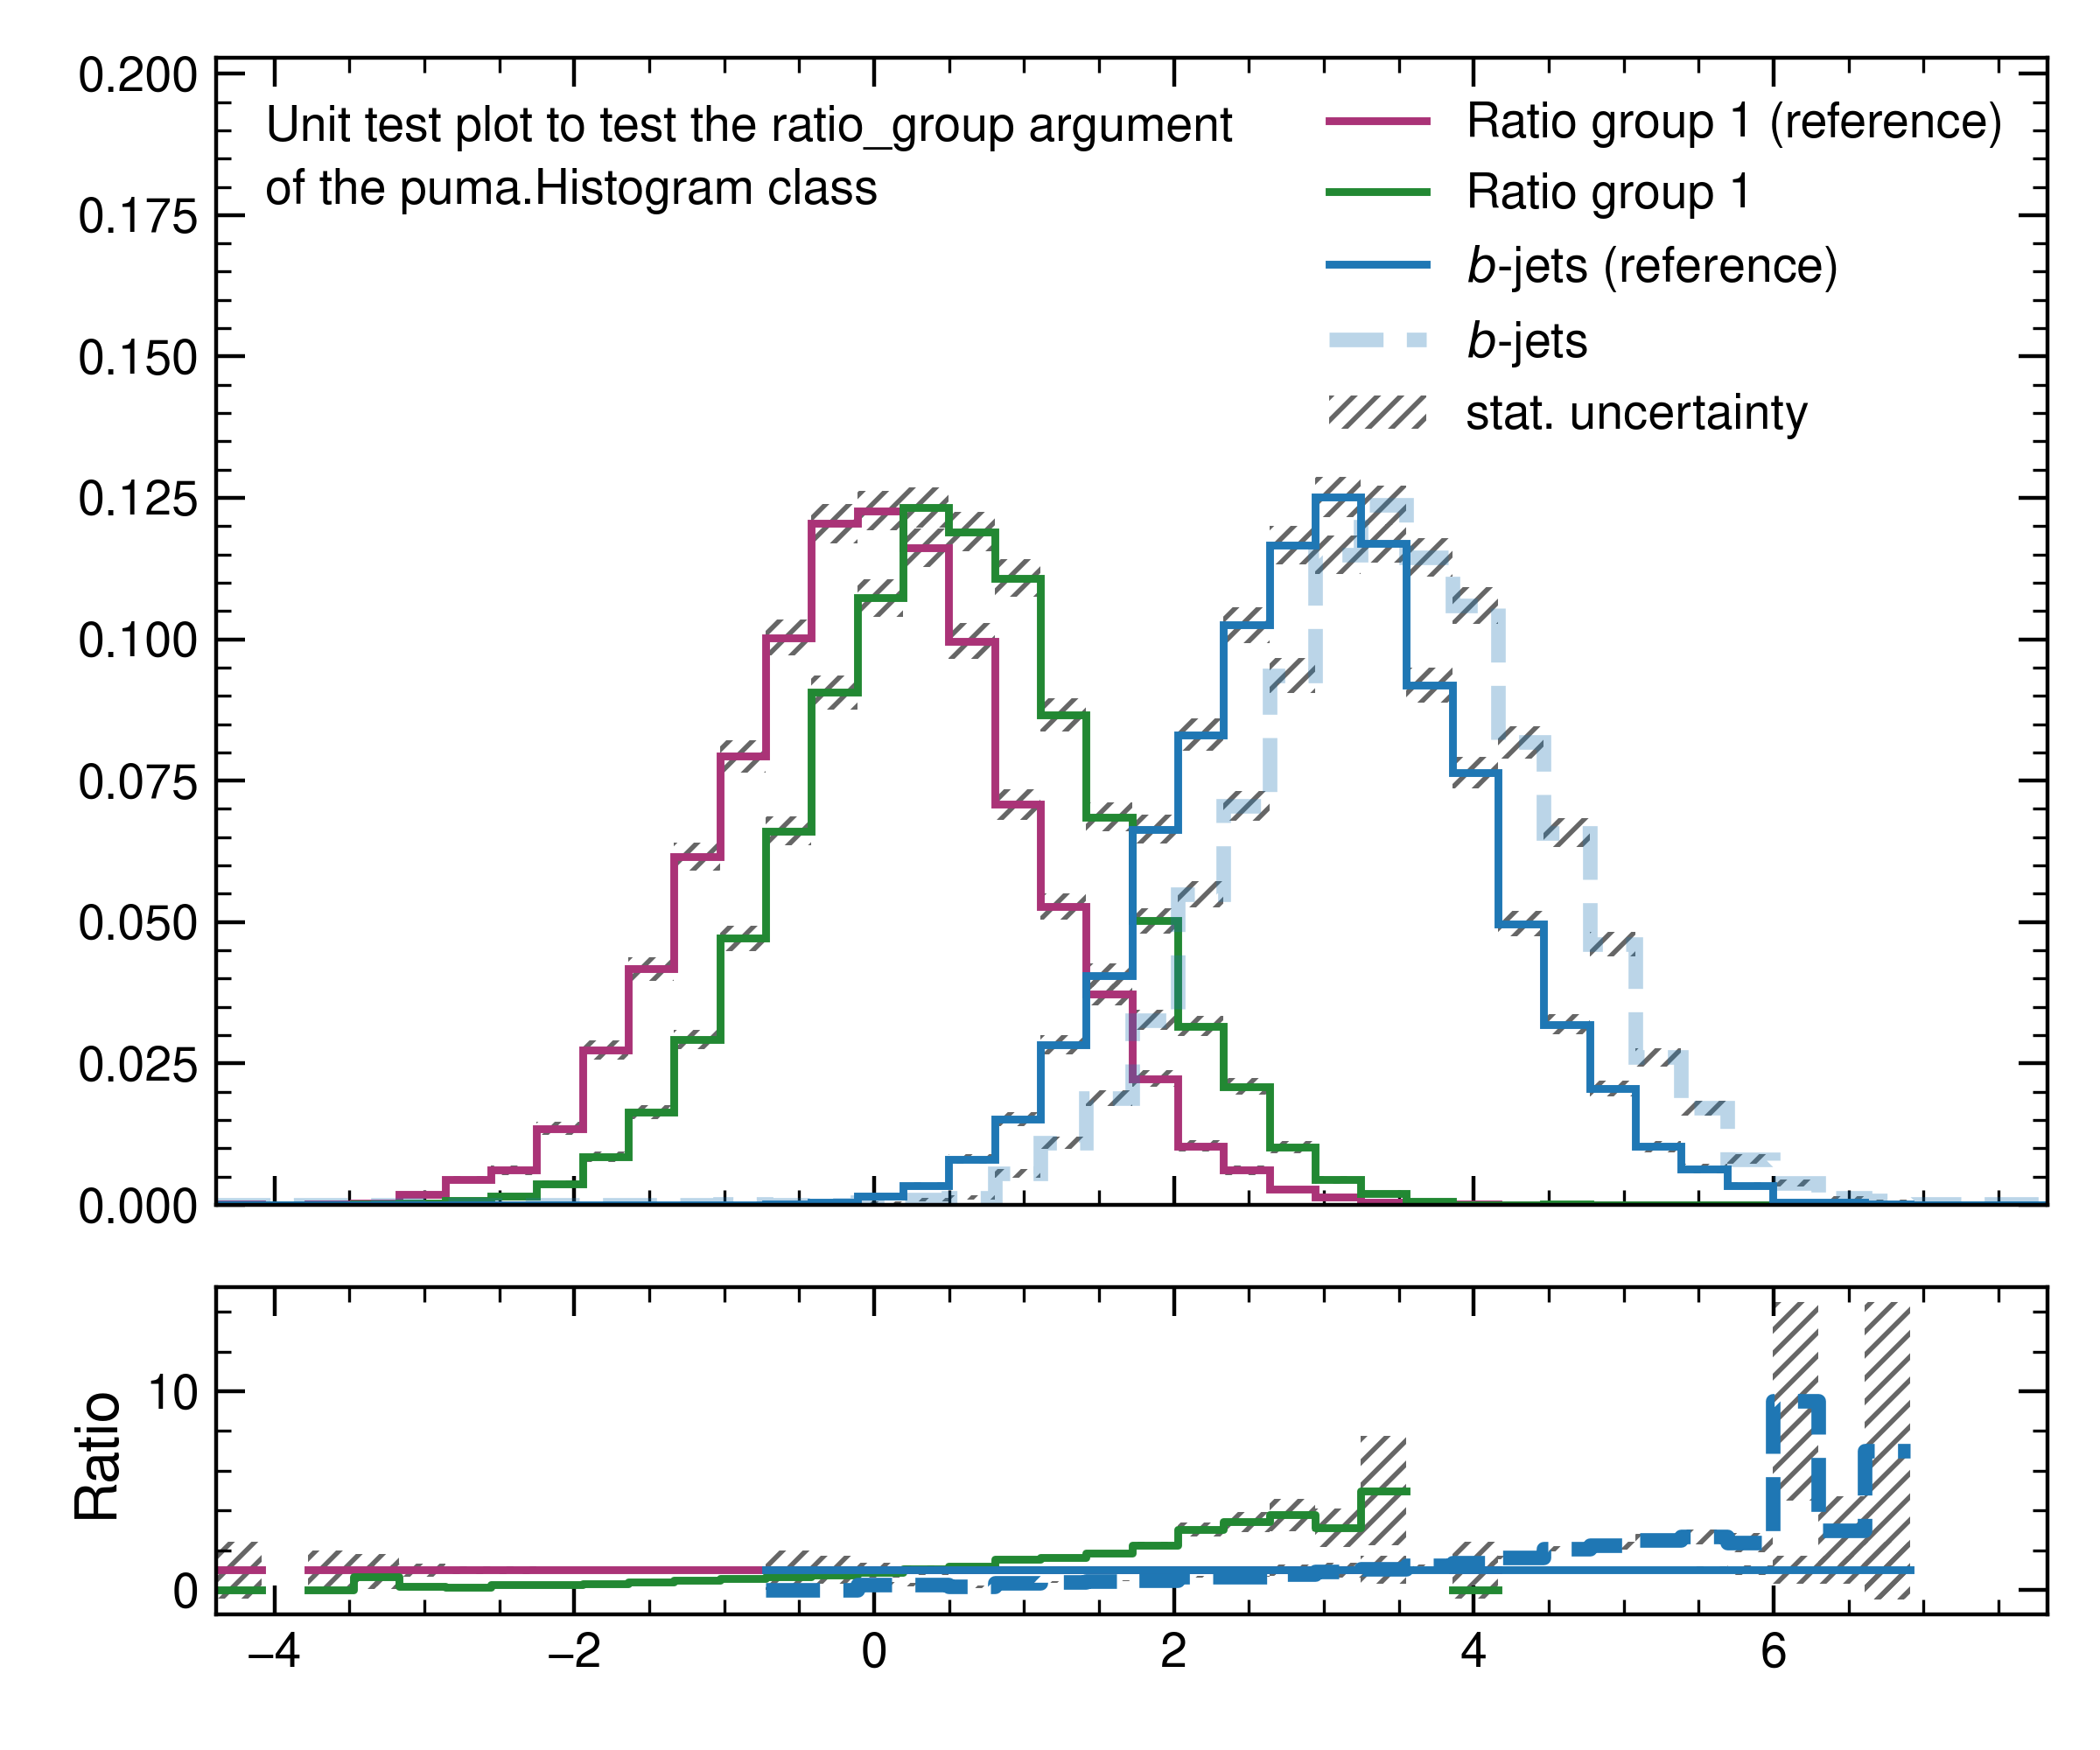 0.200
0.175
0.150
0.125
0.100
0.075
0.050
0.025
0.000
Unit test plot to test the ratio_group argument
of the puma.Histogram class
Ratio group 1 (reference)
Ratio group 1
b-jets (reference)
b-jets
stat. uncertainty
Ratio
10
0
−4 −2 0 2 4 6